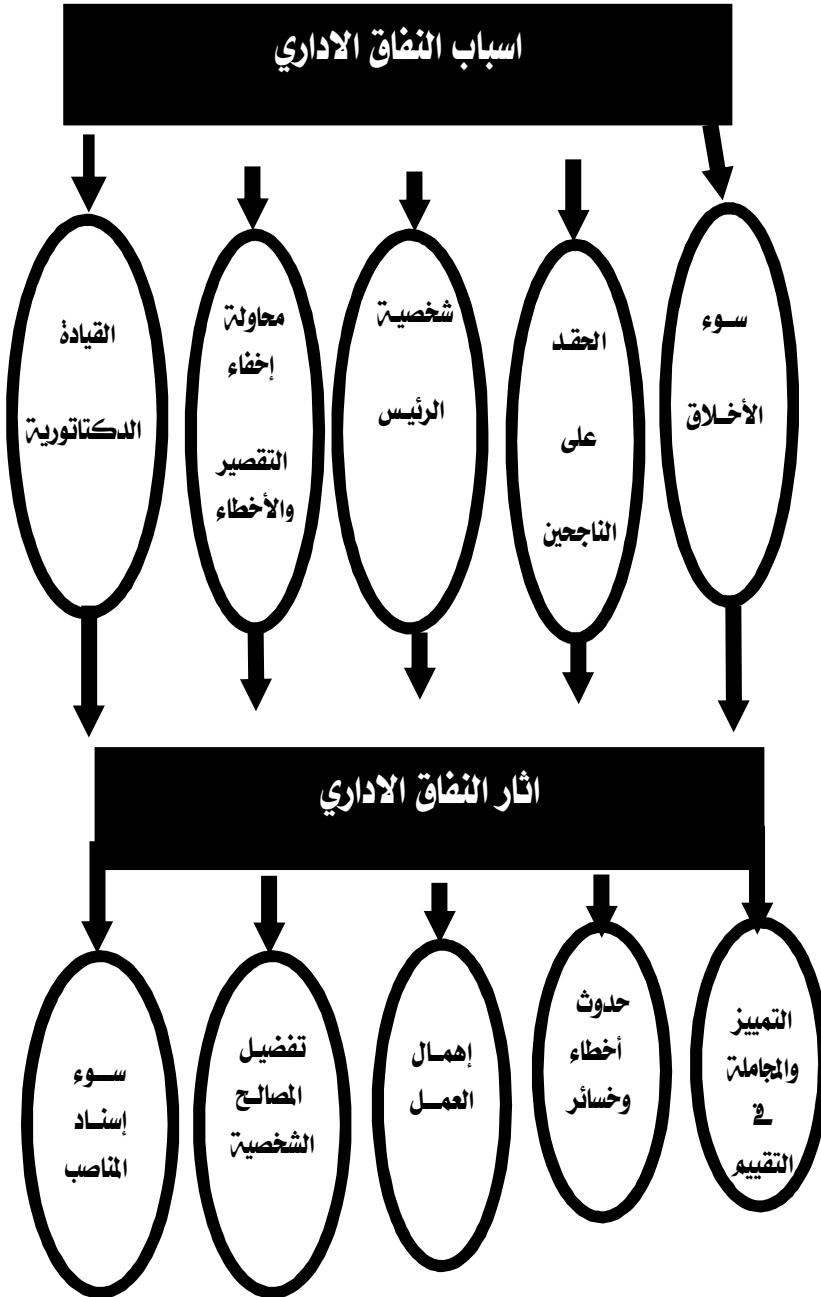 اسباب النفاق الاداري
سوء
الأخلاق
الحقد
على
الناجحين
شخصية
الرئيس
محاولة
إخفاء
التقصير
والأخطاء
القيادة
الدكتاتورية
اثار النفاق الاداري
التمييز
والمجاملة
في
التقييم
حدوث
أخطاء
وخسائر
إهمال
العمل
تفضيل
المصالح
الشخصية
سوء
إسناد
المناصب